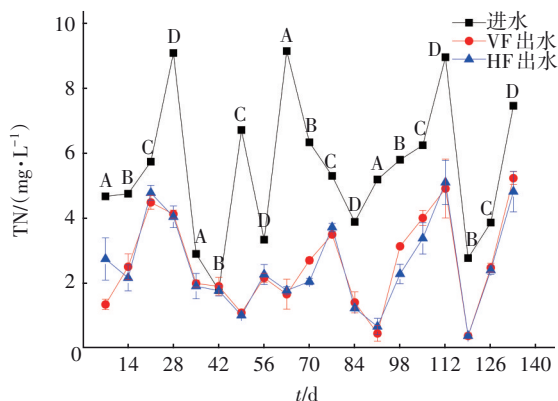 TN/(mg·L⁻¹)
10
8
6
4
2
0
进水
VF 出水
HF 出水
A B C D A B C D A B C D A B C D B C D
14 28 42 56 70 84 98 112 126 140
t/d